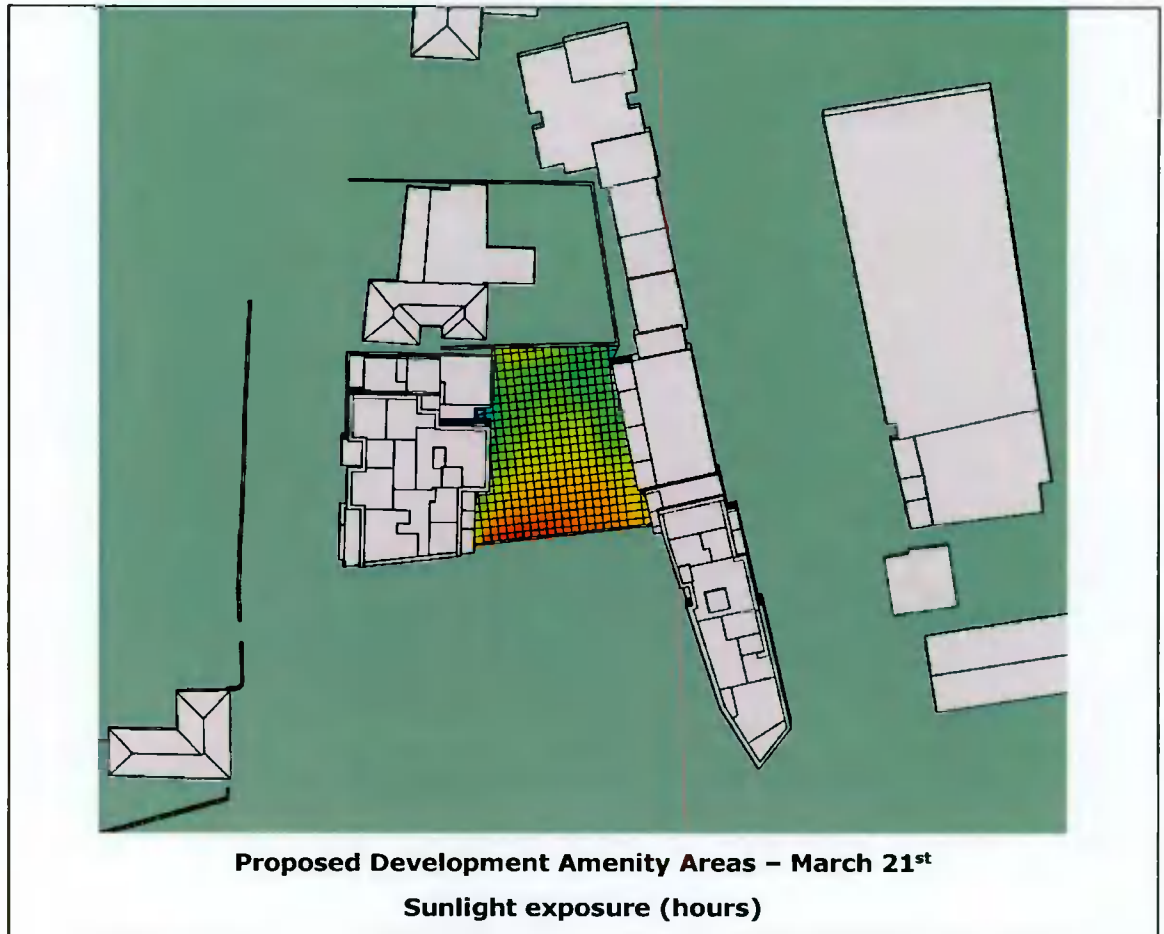 Proposed Development Amenity Areas – March 21st
Sunlight exposure (hours)